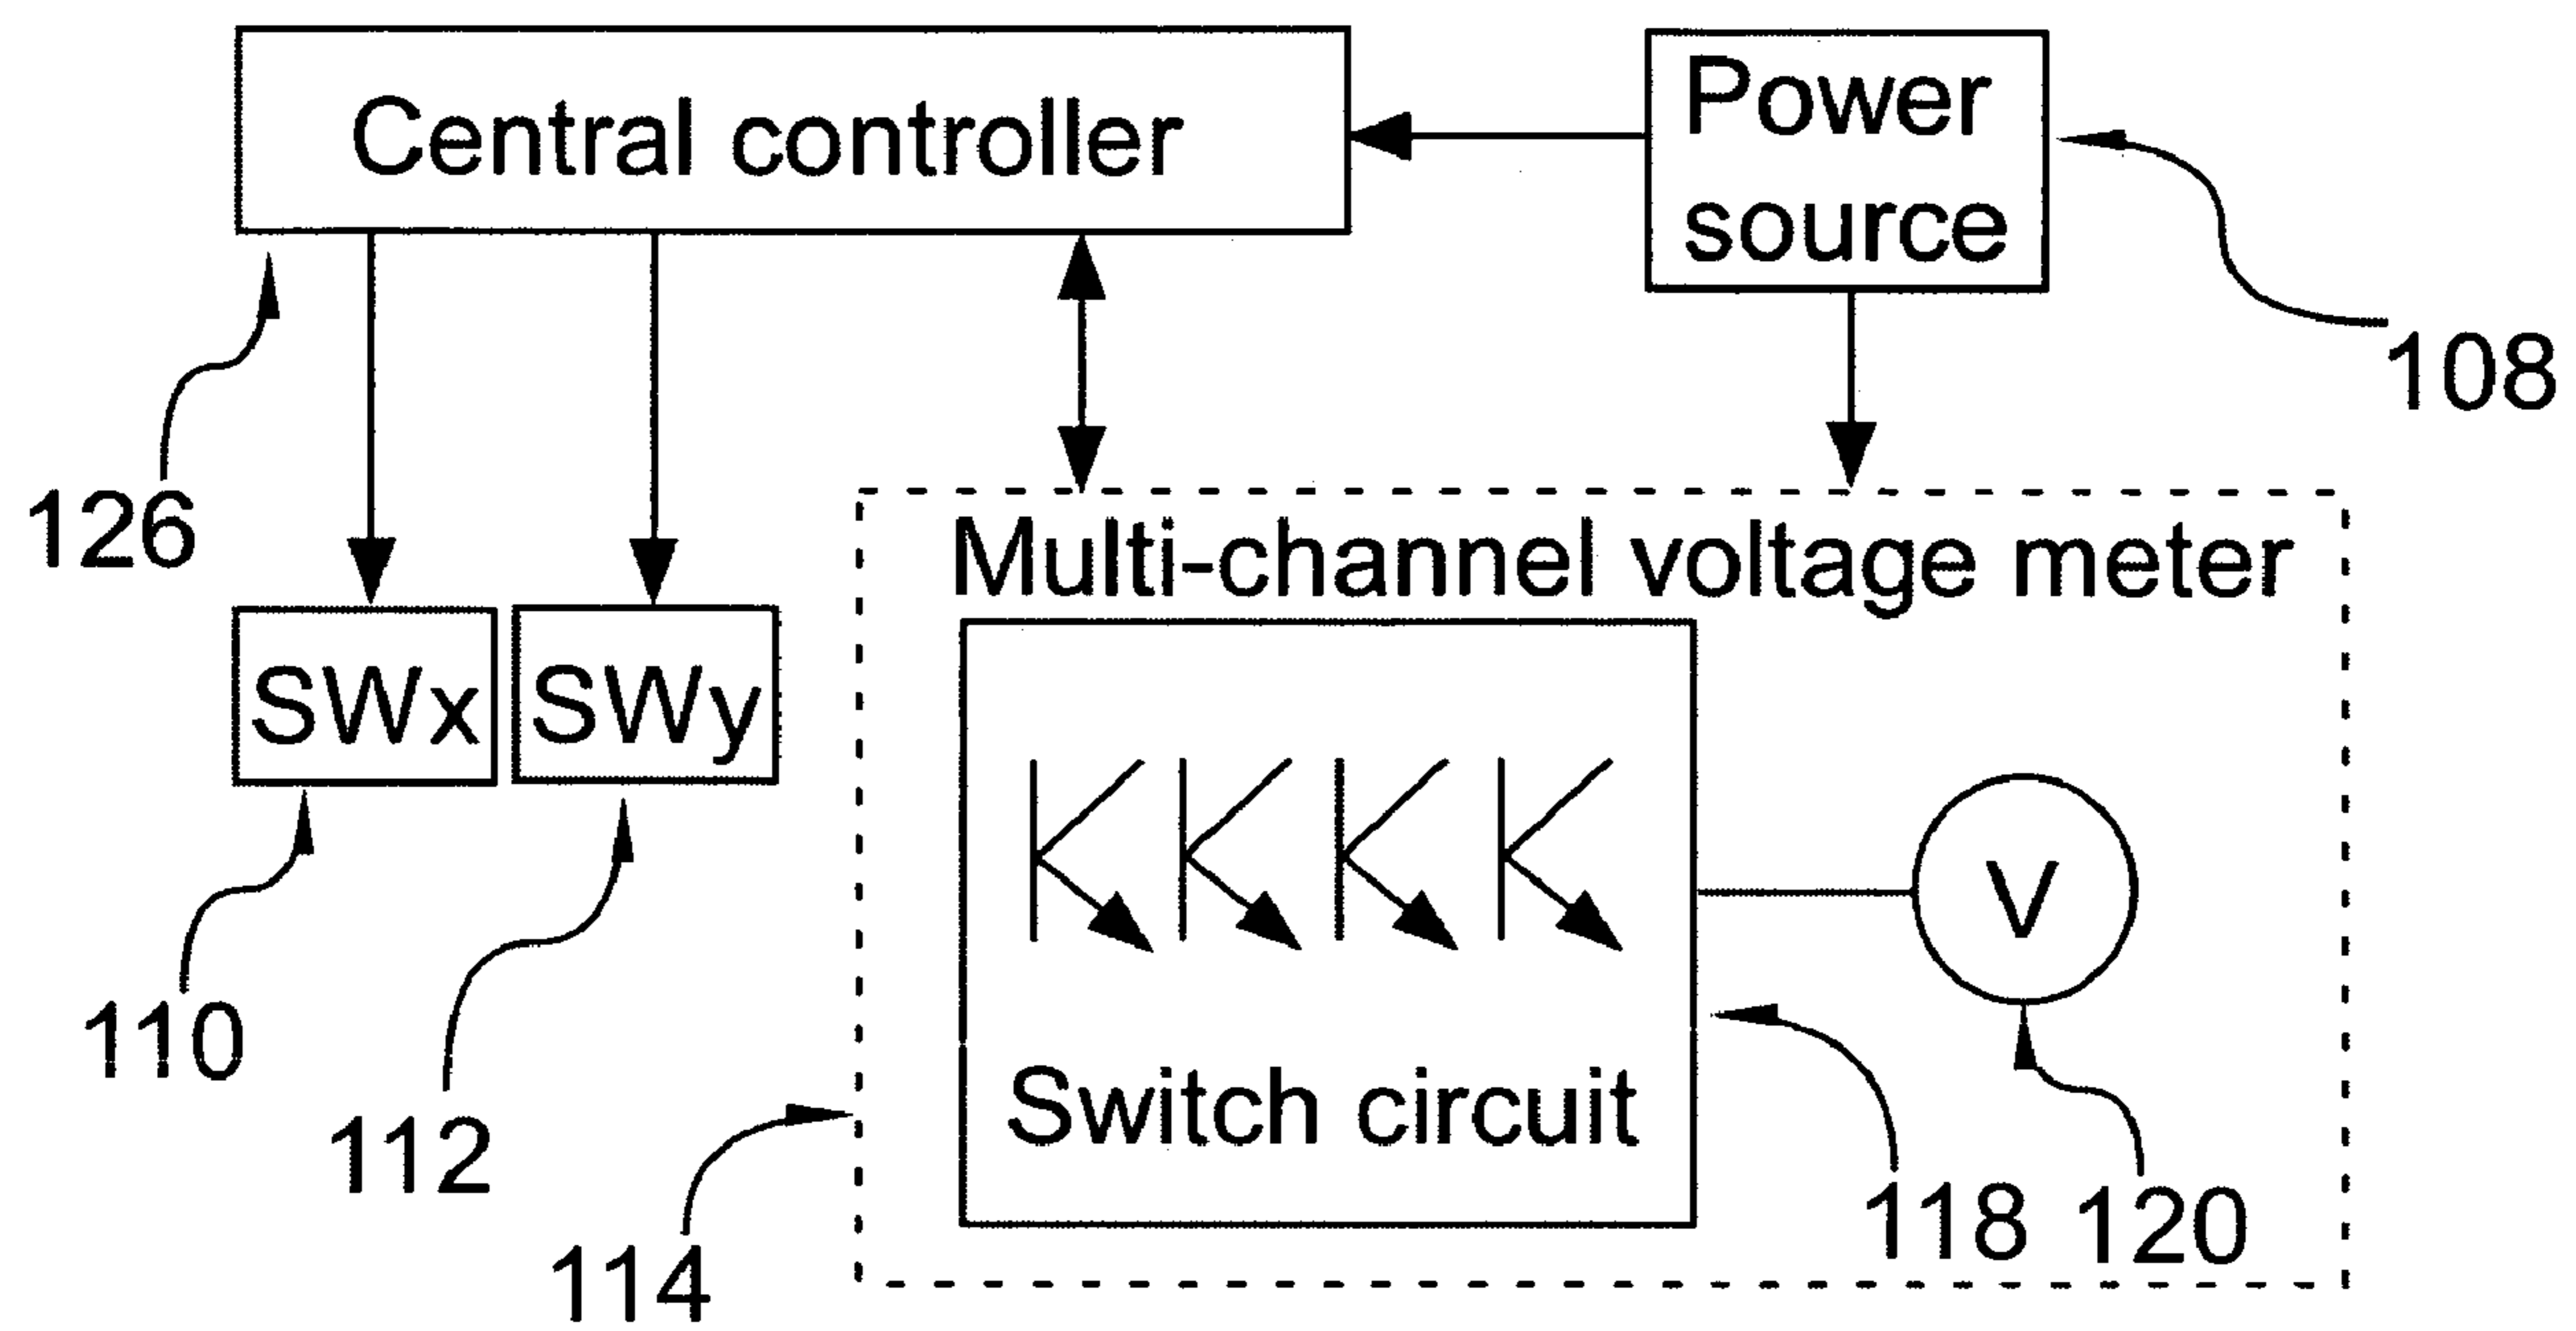 Central controller
Power
source
108
126
Multi-channel voltage meter
SWx
SWy
V
110
112
Switch circuit
114
118
120